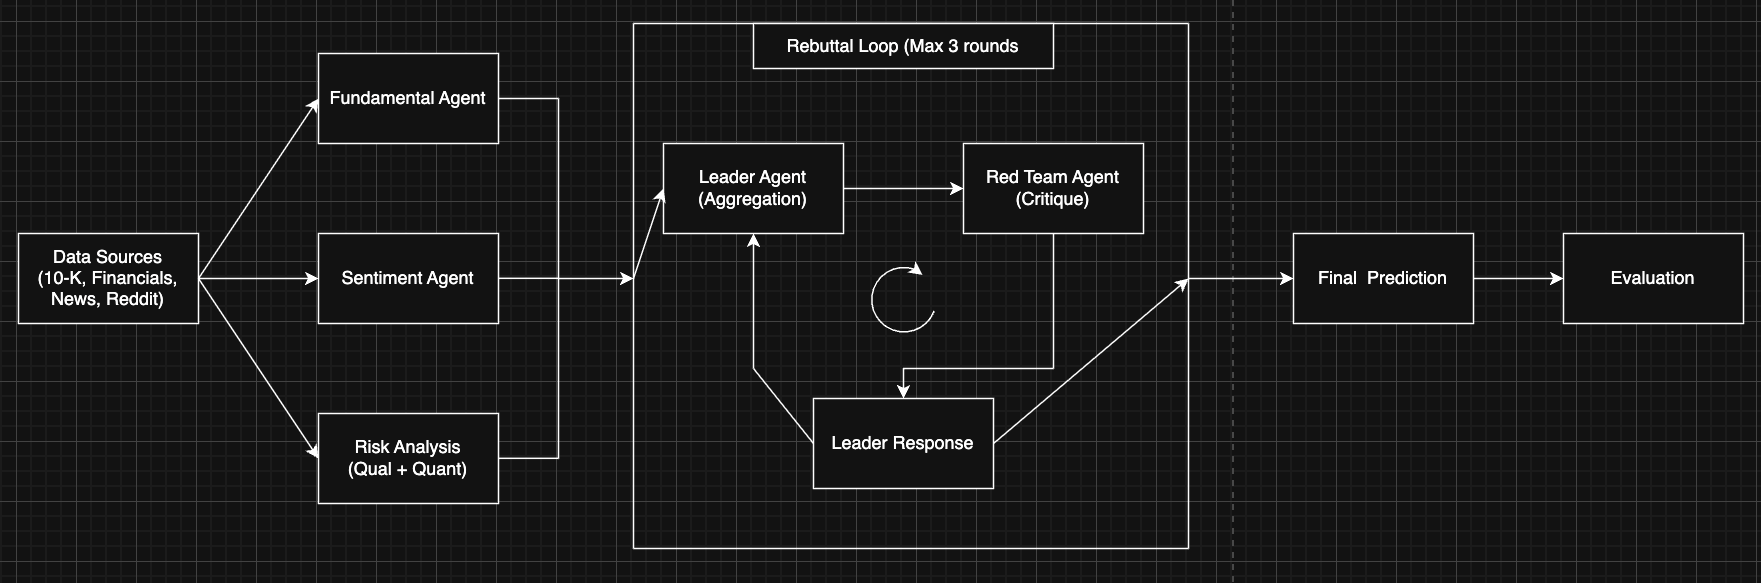 Rebuttal Loop (Max 3 rounds
Fundamental Agent
Leader Agent
(Aggregation)
Red Team Agent
(Critique)
Data Sources
(10-K, Financials,
News, Reddit)
Sentiment Agent
Final  Prediction
Evaluation
Risk Analysis
(Qual + Quant)
Leader Response